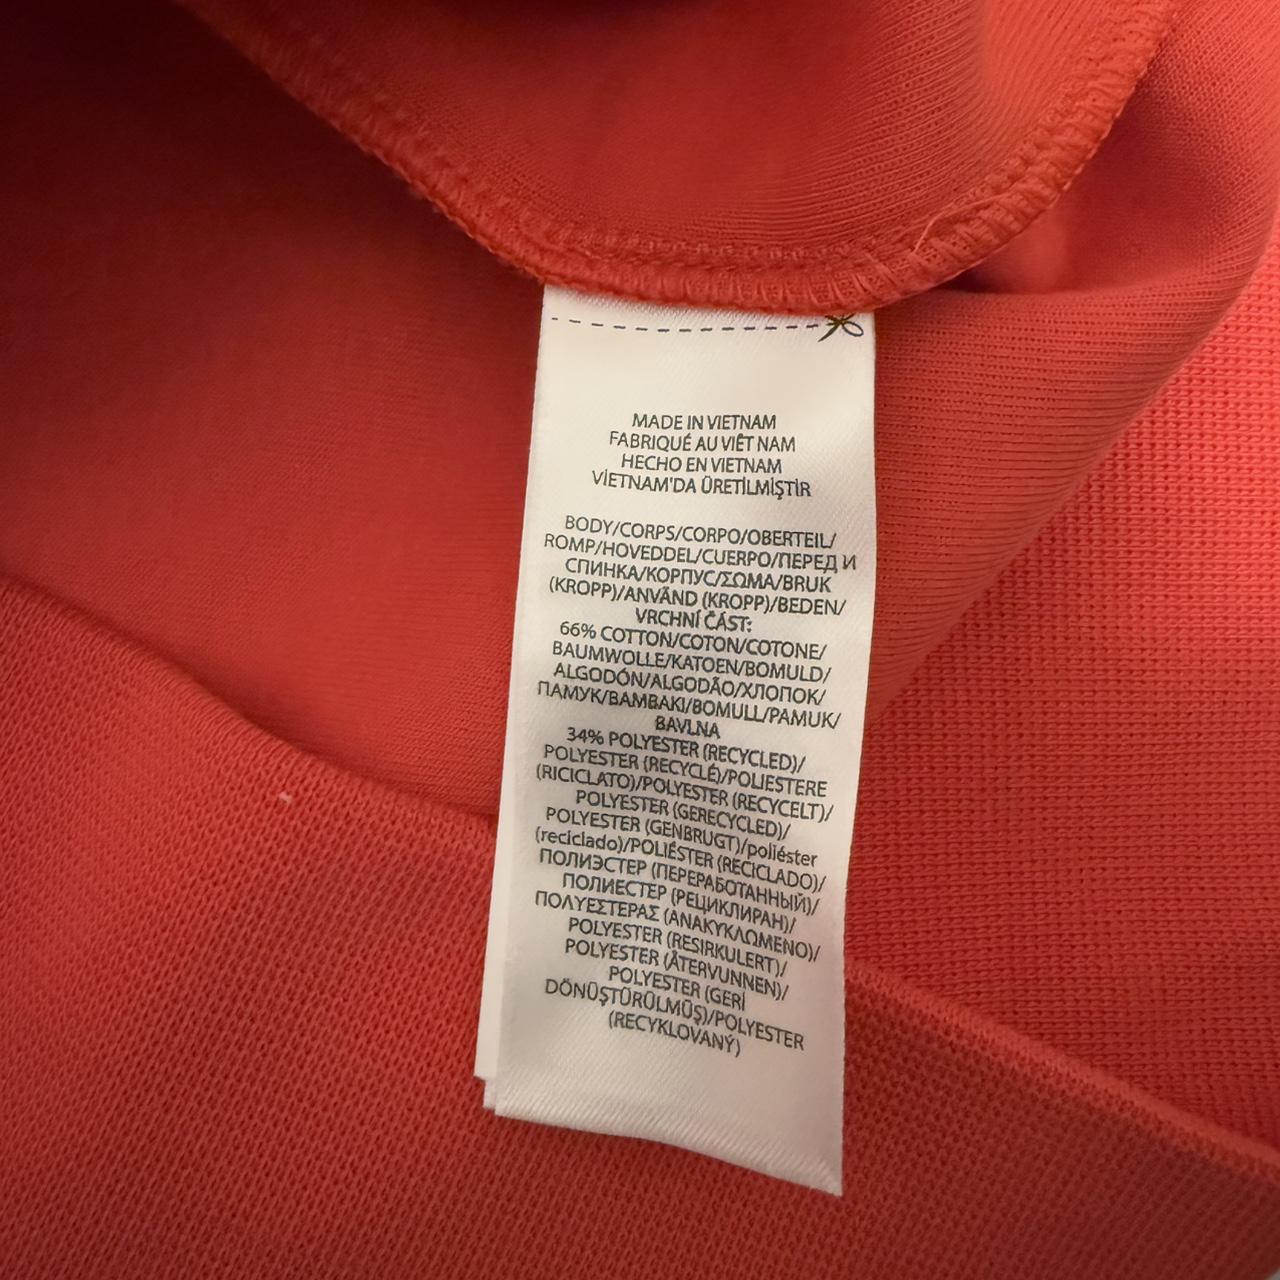 MADE IN VIETNAM
FABRIQUÉ AU VIÊT NAM
HECHO EN VIETNAM
VİETNAM'DA ÜRETİLMİŞTİR
BODY/CORPS/CORPO/OBERTEIL/
ROMP/HOVEDDEL/CUERPO/ПЕРЕД И
СПИНКА/КОРПУС/ΣΩΜΑ/BRUK
(KROPP)/ANVÄND (KROPP)/BEDEN/
VRCHNÍ ČÁST:
66% COTTON/COTON/COTONE/
BAUMWOLLE/KATOEN/BOMULD/
ALGODÓN/ALGODÃO/ХЛОПОК/
ПАМУК/ΒΑΜΒΑΚΙ/BOMULL/PAMUK/
BAVLNA
34% POLYESTER (RECYCLED)/
POLYESTER (RECYCLÉ)/POLIESTERE
(RICICLATO)/POLYESTER (RECYCELT)/
POLYESTER (GERECYCLED)/
POLYESTER (GENBRUGT)/poliéster
(reciclado)/POLIÉSTER (RECICLADO)/
ПОЛИЭСТЕР (ПЕРЕРАБОТАННЫЙ)/
ПОЛИЕСТЕР (РЕЦИКЛИРАН)/
ΠΟΛΥΕΣΤΕΡΑΣ (ΑΝΑΚΥΚΛΩΜΕΝΟ)/
POLYESTER (RESIRKULERT)/
POLYESTER (ÅTERVUNNEN)/
POLYESTER (GERİ
DÖNÜŞTÜRÜLMÜŞ)/POLYESTER
(RECYKLOVANÝ)